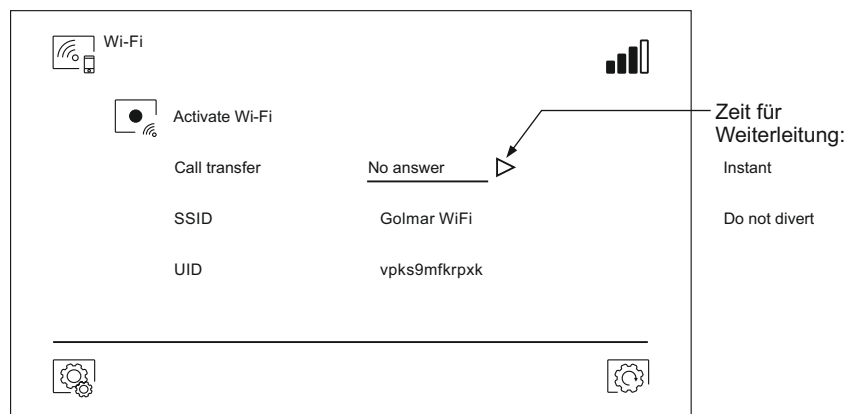 Wi-Fi
Activate Wi-Fi
Zeit für
Weiterleitung:
Call transfer No answer Instant
SSID Golmar WiFi Do not divert
UID vpks9mfkrpxk